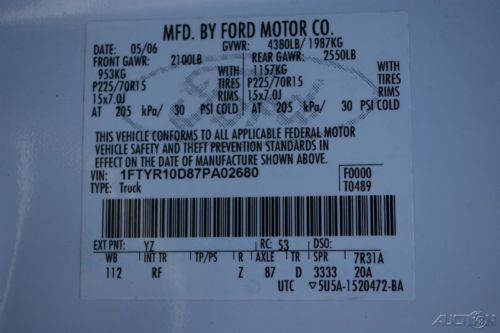 MFD. BY FORD MOTOR CO.
DATE: 05/06 GVWR: 4380LB/ 1987KG
FRONT GAWR: 2100LB REAR GAWR: 2550LB
953KG WITH 1157KG WITH
P225/70R15 TIRES P225/70R15 TIRES
15x7.0J RIMS 15x7.0J RIMS
AT 205 kPa/ 30 PSI COLD AT 205 kPa/ 30 PSI COLD
THIS VEHICLE CONFORMS TO ALL APPLICABLE FEDERAL MOTOR
VEHICLE SAFETY AND THEFT PREVENTION STANDARDS IN
EFFECT ON THE DATE OF MANUFACTURE SHOWN ABOVE.
VIN: 1FTYR10D87PA02680 F0000
TYPE: Truck T0489
EXT PNT: YZ RC: 53 DSO:
WB INT TR TP/PS R AXLE TR SPR 7R31A
112 RF Z 87 D 3333 20A
UTC ▽5U5A-1520472-BA
Ford
AUCTION